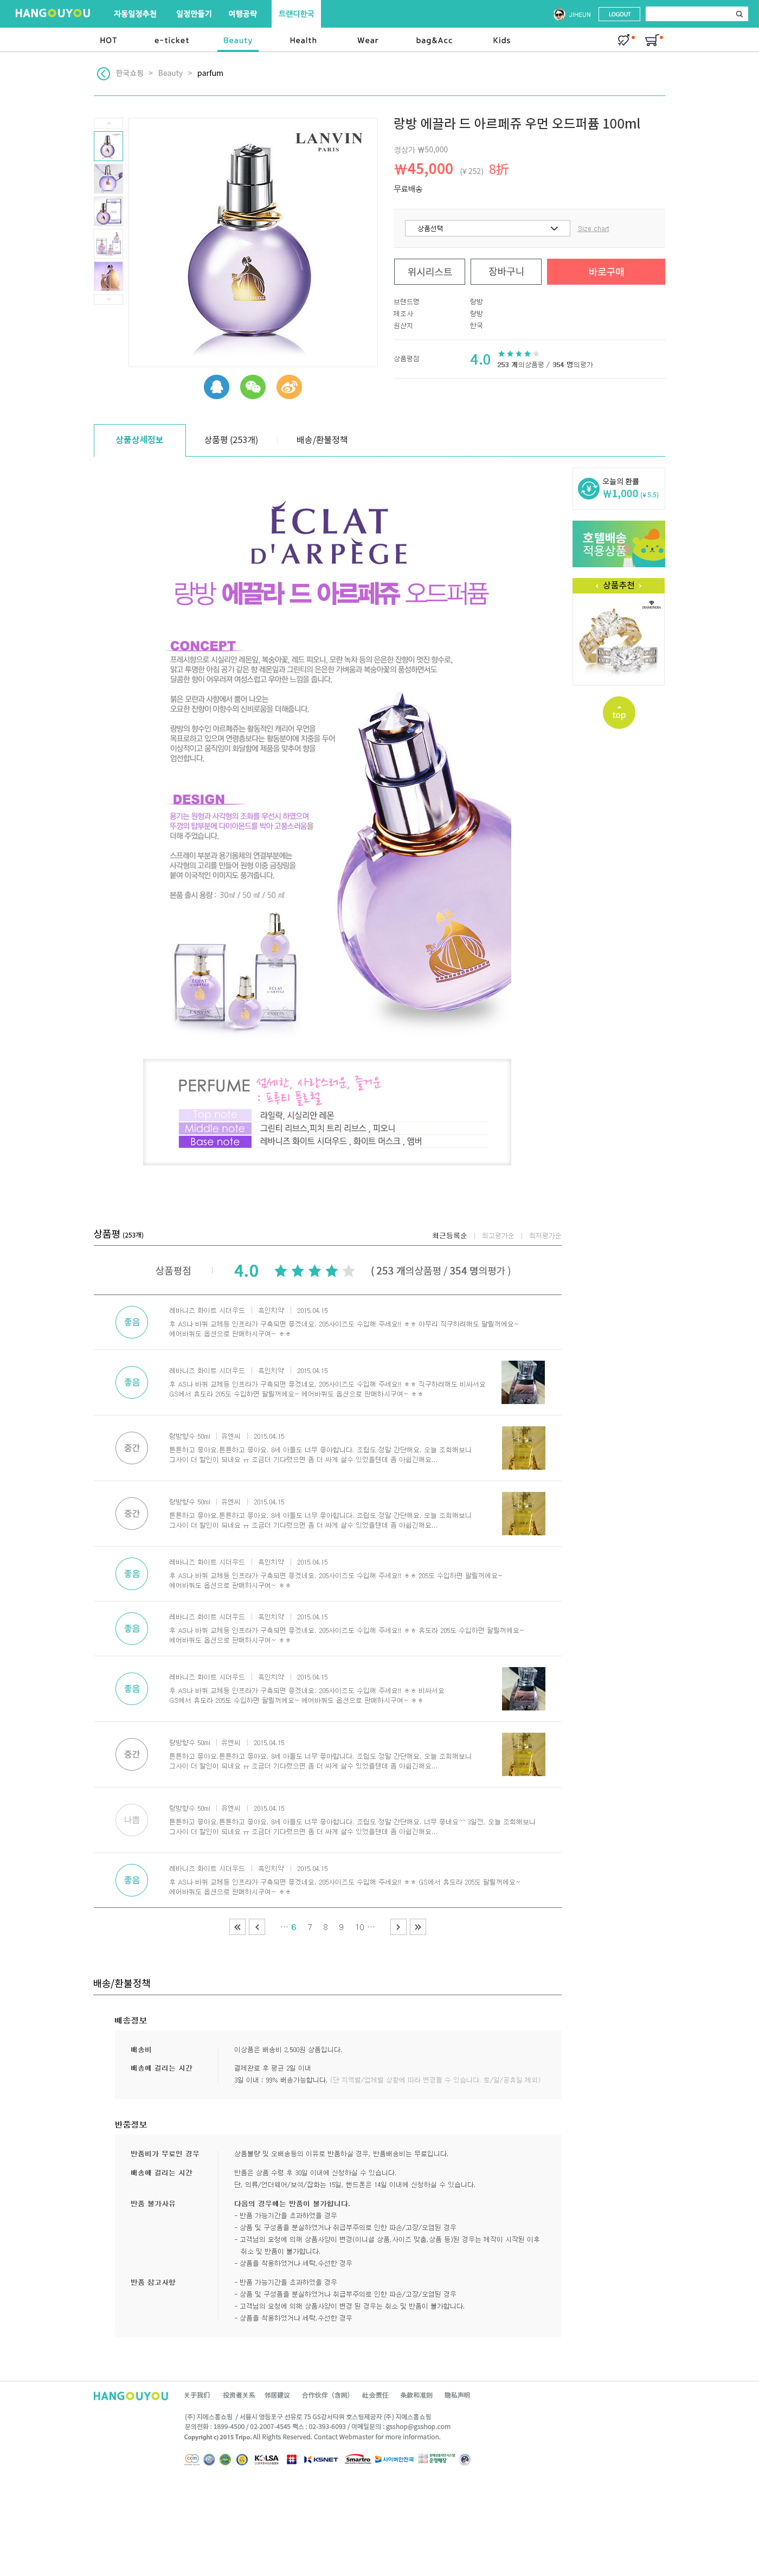 HANGOUYOU
자동일정추천 일정만들기 여행공략 트랜디한국
JIHEUN LOGOUT
HOT e-ticket Beauty Health Wear bag&Acc Kids
한국쇼핑 > Beauty > parfum
LANVIN
PARIS
랑방 에끌라 드 아르페쥬 우먼 오드퍼퓸 100ml
정상가 ₩50,000
₩45,000 (¥ 252) 8折
무료배송
상품선택 Size chart
위시리스트 장바구니 바로구매
브랜드명 랑방
제조사 랑방
원산지 한국
상품평점 4.0
253 개의상품평 / 354 명의평가
상품상세정보 상품평 (253개) 배송/환불정책
오늘의 환률
₩1,000 (¥ 5.5)
호텔배송
적용상품
‹ 상품추천 ›
DIAMONDIA
top
ÉCLAT
D'ARPÈGE
랑방 에끌라 드 아르페쥬 오드퍼퓸
CONCEPT
프레시향으로 시실리안 레몬잎, 복숭아꽃, 레드 피오니, 모란 녹차 등의 은은한 잔향이 멋진 향수로,
맑고 투명한 아침 공기 같은 향 레몬잎과 그린티의 은은한 가벼움과 복숭아꽃의 풍성하면서도
달콤한 향이 어우러져 여성스럽고 우아한 느낌을 줍니다.
붉은 모란과 사향에서 뿜어 나오는
오묘한 잔향이 이향수의 신비로움을 더해줍니다.
랑방의 향수인 아르페쥬는 활동적인 캐리어 우먼을
목표로하고 있으며 연령층보다는 활동분야에 치중을 두어
이상적이고 움직임이 화달함에 제품을 맞추어 향을
엄선합니다.
DESIGN
용기는 원형과 사각형의 조화를 우선시 하였으며
뚜껑의 탑부분에 다이아몬드를 박아 고풍스러움을
더해 주었습니다.
스프레이 부분과 용기몸체의 연결부분에는
사각형의 고리를 만들어 원형 이중 금장링을
붙여 이국적인 이미지도 풍겨줍니다.
본품 출시 용량 : 30㎖ / 50 ㎖ / 50 ㎖
ÉCLAT
D'ARPÈGE
PERFUME 섬세한, 사랑스러운, 즐거운
: 프루티 플로럴
Top note 라일락, 시실리안 레몬
Middle note 그린티 리브스,피치 트리 리브스 , 피오니
Base note 레바니즈 화이트 시더우드 , 화이트 머스크 , 앰버
상품평 (253개) 최근등록순 | 최고평가순 | 최저평가순
상품평점 | 4.0 ( 253 개의상품평 / 354 명의평가 )
좋음 레바니즈 화이트 시더우드 | 흑인치약 | 2015.04.15
후 AS나 바퀴 교체등 인프라가 구축되면 좋겠네요. 205사이즈도 수입해 주세요!! ㅎㅎ 아무리 직구하려해도 말릴꺼에요~
에어바퀴도 옵션으로 판매하시구여~ ㅎㅎ
좋음 레바니즈 화이트 시더우드 | 흑인치약 | 2015.04.15
후 AS나 바퀴 교체등 인프라가 구축되면 좋겠네요. 205사이즈도 수입해 주세요!! ㅎㅎ 직구하려해도 비싸서요
GS에서 휴도라 205도 수입하면 말릴꺼에요~ 에어바퀴도 옵션으로 판매하시구여~ ㅎㅎ
중간 랑방향수 50ml | 유앤씨 | 2015.04.15
튼튼하고 좋아요.튼튼하고 좋아요. 8세 아들도 너무 좋아합니다. 조립도 정말 간단해요. 오늘 조회해보니
그사이 더 할인이 되네요 ㅠ 조금더 기다렸으면 좀 더 싸게 살수 있었을텐데 좀 아쉽긴해요...
중간 랑방향수 50ml | 유앤씨 | 2015.04.15
튼튼하고 좋아요.튼튼하고 좋아요. 8세 아들도 너무 좋아합니다. 조립도 정말 간단해요. 오늘 조회해보니
그사이 더 할인이 되네요 ㅠ 조금더 기다렸으면 좀 더 싸게 살수 있었을텐데 좀 아쉽긴해요...
좋음 레바니즈 화이트 시더우드 | 흑인치약 | 2015.04.15
후 AS나 바퀴 교체등 인프라가 구축되면 좋겠네요. 205사이즈도 수입해 주세요!! ㅎㅎ 205도 수입하면 말릴꺼에요~
에어바퀴도 옵션으로 판매하시구여~ ㅎㅎ
좋음 레바니즈 화이트 시더우드 | 흑인치약 | 2015.04.15
후 AS나 바퀴 교체등 인프라가 구축되면 좋겠네요. 205사이즈도 수입해 주세요!! ㅎㅎ 휴도라 205도 수입하면 말릴꺼에요~
에어바퀴도 옵션으로 판매하시구여~ ㅎㅎ
좋음 레바니즈 화이트 시더우드 | 흑인치약 | 2015.04.15
후 AS나 바퀴 교체등 인프라가 구축되면 좋겠네요. 205사이즈도 수입해 주세요!! ㅎㅎ 비싸서요
GS에서 휴도라 205도 수입하면 말릴꺼에요~ 에어바퀴도 옵션으로 판매하시구여~ ㅎㅎ
중간 랑방향수 50ml | 유앤씨 | 2015.04.15
튼튼하고 좋아요.튼튼하고 좋아요. 8세 아들도 너무 좋아합니다. 조립도 정말 간단해요. 오늘 조회해보니
그사이 더 할인이 되네요 ㅠ 조금더 기다렸으면 좀 더 싸게 살수 있었을텐데 좀 아쉽긴해요...
나쁨 랑방향수 50ml | 유앤씨 | 2015.04.15
튼튼하고 좋아요.튼튼하고 좋아요. 8세 아들도 너무 좋아합니다. 조립도 정말 간단해요. 너무 좋네요^^ 3일전, 오늘 조회해보니
그사이 더 할인이 되네요 ㅠ 조금더 기다렸으면 좀 더 싸게 살수 있었을텐데 좀 아쉽긴해요...
좋음 레바니즈 화이트 시더우드 | 흑인치약 | 2015.04.15
후 AS나 바퀴 교체등 인프라가 구축되면 좋겠네요. 205사이즈도 수입해 주세요!! ㅎㅎ GS에서 휴도라 205도 말릴꺼에요~
에어바퀴도 옵션으로 판매하시구여~ ㅎㅎ
« ‹ ··· 6 7 8 9 10 ··· › »
배송/환불정책
배송정보
배송비 이상품은 배송비 2,500원 상품입니다.
배송에 걸리는 시간 결제완료 후 평균 2일 이내
3일 이내 : 99% 배송가능합니다. (단 지역별/업체별 상황에 따라 변경될 수 있습니다. 토/일/공휴일 제외)
반품정보
반품비가 무료인 경우 상품불량 및 오배송등의 이유로 반품하실 경우, 반품배송비는 무료입니다.
배송에 걸리는 시간 반품은 상품 수령 후 30일 이내에 신청하실 수 있습니다.
단, 의류/언더웨어/보석/잡화는 15일, 핸드폰은 14일 이내에 신청하실 수 있습니다.
반품 불가사유 다음의 경우에는 반품이 불가합니다.
- 반품 가능기간을 초과하였을 경우
- 상품 및 구성품을 분실하였거나 취급부주의로 인한 파손/고장/오염된 경우
- 고객님의 요청에 의해 상품사양이 변경(이니셜 상품,사이즈 맞춤,상품 등)된 경우는 제작이 시작된 이후
취소 및 반품이 불가합니다.
- 상품을 착용하였거나 세탁,수선한 경우
반품 참고사항 - 반품 가능기간을 초과하였을 경우
- 상품 및 구성품을 분실하였거나 취급부주의로 인한 파손/고장/오염된 경우
- 고객님의 요청에 의해 상품사양이 변경 된 경우는 취소 및 반품이 불가합니다.
- 상품을 착용하였거나 세탁,수선한 경우
HANGOUYOU 关于我们 投资者关系 邻居建议 合作伙伴（含网） 社会责任 条款和准则 隐私声明
(주) 지에스홈쇼핑 / 서울시 영등포구 선유로 75 GS강서타워 호스팅제공자 (주) 지에스홈쇼핑
문의전화 : 1899-4500 / 02-2007-4545 팩스 : 02-393-6093 / 이메일문의 : gsshop@gsshop.com
Copyright c) 2015 Tripo. All Rights Reserved. Contact Webmaster for more information.
KOLSA KSNET Smartro 사이버안전국